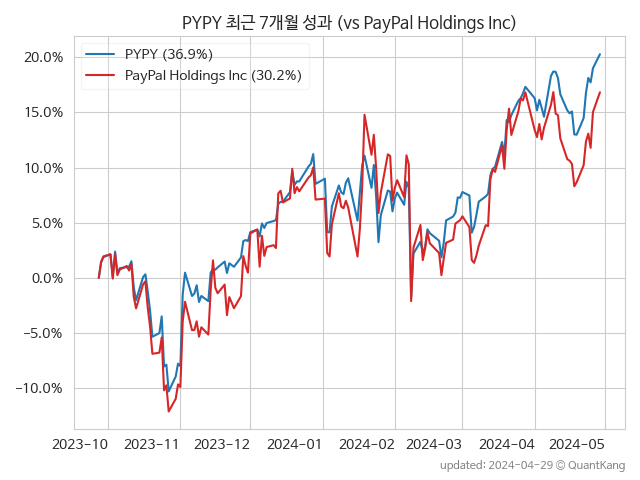 PYPY 최근 7개월 성과 (vs PayPal Holdings Inc)
PYPY (36.9%)
PayPal Holdings Inc (30.2%)
20.0%
15.0%
10.0%
5.0%
0.0%
−5.0%
−10.0%
2023-10 2023-11 2023-12 2024-01 2024-02 2024-03 2024-04 2024-05
updated: 2024-04-29 © QuantKang